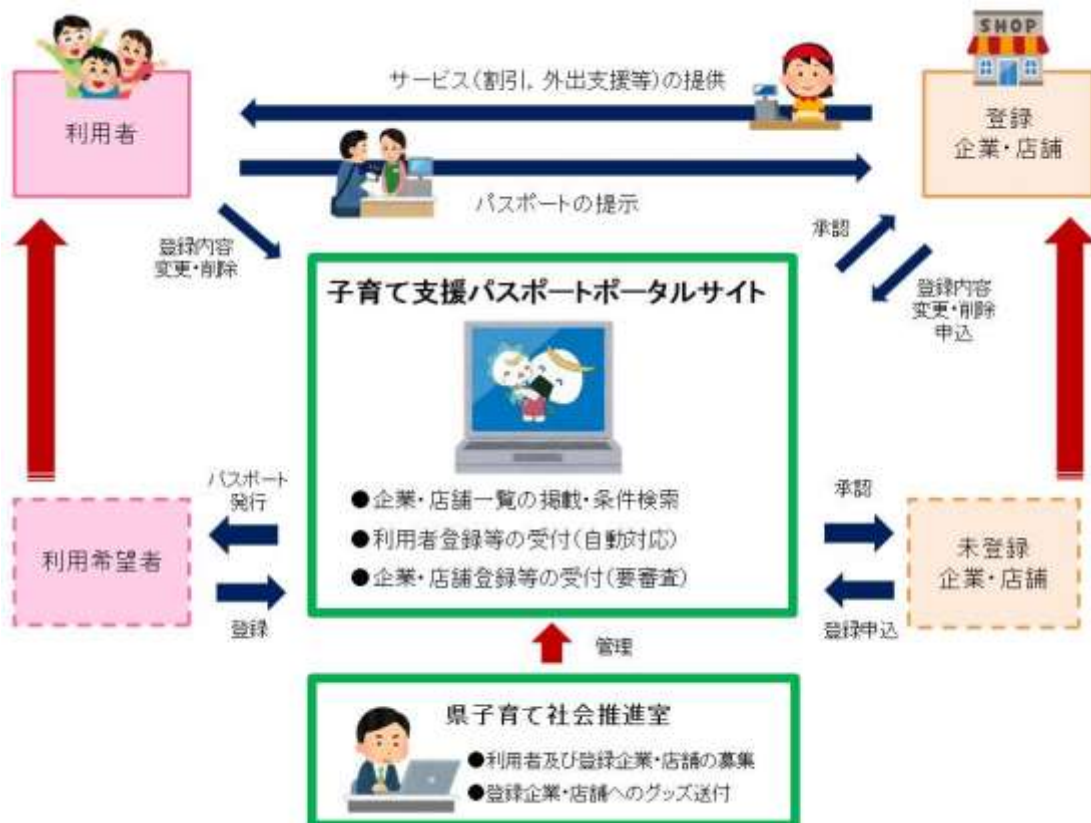 SHOP
サービス(割引、外出支援等)の提供
利用者
登録
企業・店舗
パスポートの提示
登録内容
変更・削除
承認
登録内容
変更・削除
申込
子育て支援パスポートポータルサイト
●企業・店舗一覧の掲載・条件検索
●利用者登録等の受付(自動対応)
●企業・店舗登録等の受付(要審査)
パスポート
発行
利用希望者
登録
承認
未登録
企業・店舗
登録申込
管理
県子育て社会推進室
●利用者及び登録企業・店舗の募集
●登録企業・店舗へのグッズ送付